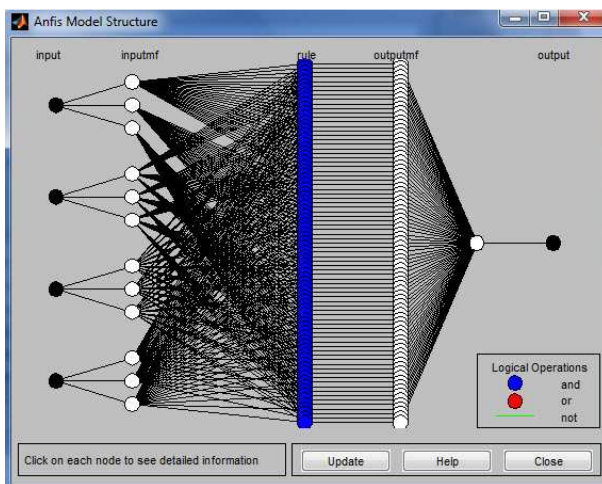 Anfis Model Structure
input inputmf rule outputmf output
Logical Operations
and
or
not
Click on each node to see detailed information
Update Help Close